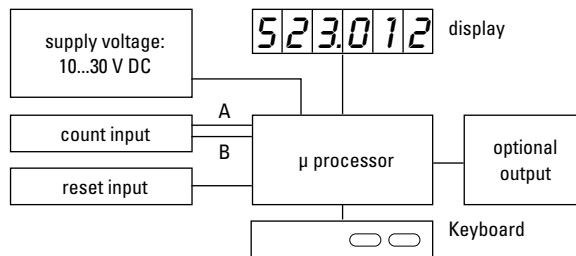 supply voltage:
10...30 V DC
523.012
display
A
count input
B
µ processor
optional
output
reset input
Keyboard